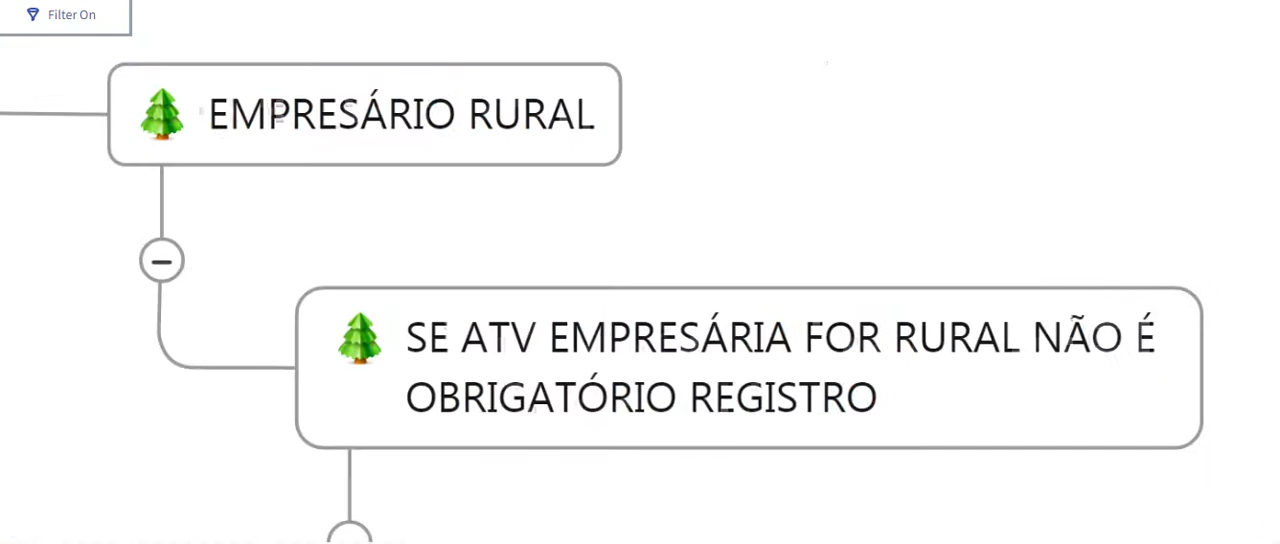 Filter On
EMPRESÁRIO RURAL
SE ATV EMPRESÁRIA FOR RURAL NÃO É
OBRIGATÓRIO REGISTRO